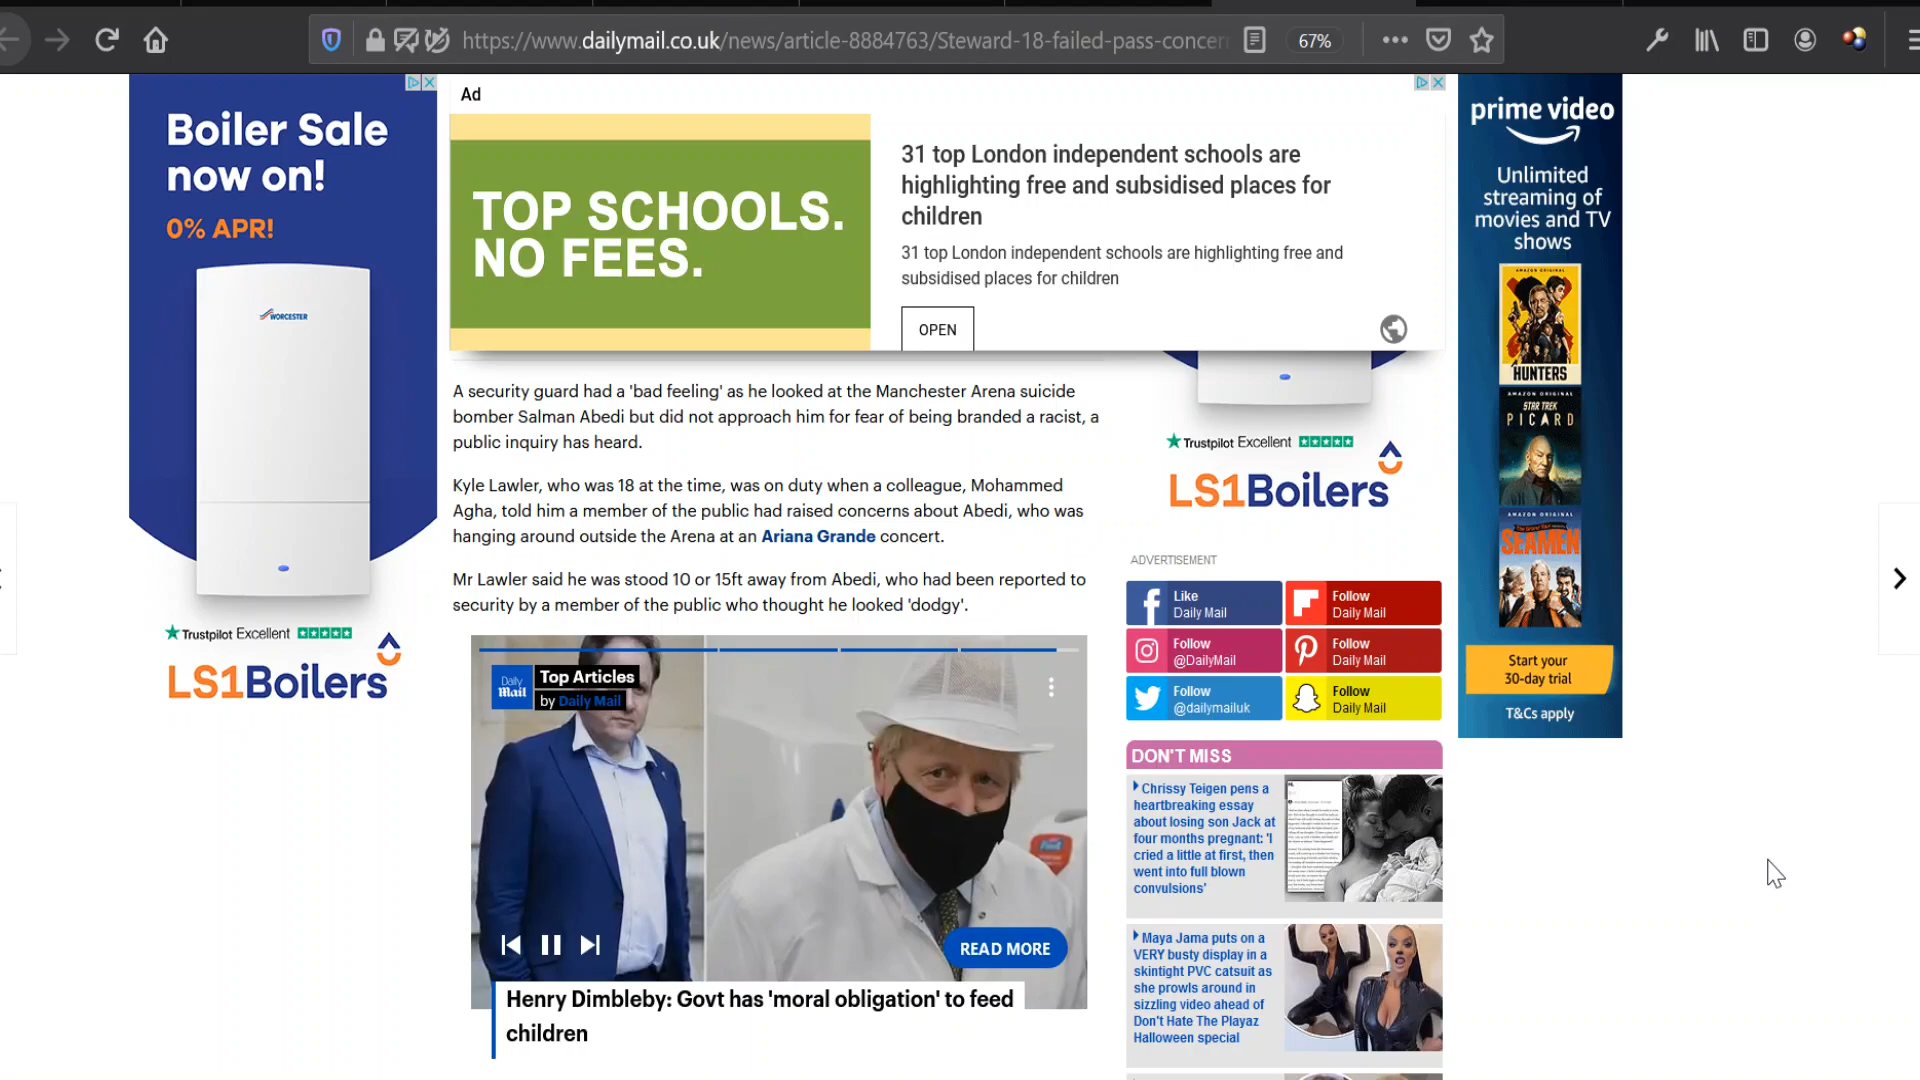 https://www.dailymail.co.uk/news/article-8884763/Steward-18-failed-pass-concer
67%
Boiler Sale
now on!
0% APR!
WORCESTER
Trustpilot Excellent
LS1Boilers
Ad
TOP SCHOOLS.
NO FEES.
31 top London independent schools are
highlighting free and subsidised places for
children
31 top London independent schools are highlighting free and
subsidised places for children
OPEN
A security guard had a 'bad feeling' as he looked at the Manchester Arena suicide
bomber Salman Abedi but did not approach him for fear of being branded a racist, a
public inquiry has heard.
Kyle Lawler, who was 18 at the time, was on duty when a colleague, Mohammed
Agha, told him a member of the public had raised concerns about Abedi, who was
hanging around outside the Arena at an Ariana Grande concert.
Mr Lawler said he was stood 10 or 15ft away from Abedi, who had been reported to
security by a member of the public who thought he looked 'dodgy'.
Daily
Mail
Top Articles
by Daily Mail
READ MORE
Henry Dimbleby: Govt has 'moral obligation' to feed
children
Trustpilot Excellent
LS1Boilers
ADVERTISEMENT
Like
Daily Mail
Follow
Daily Mail
Follow
@DailyMail
Follow
Daily Mail
Follow
@dailymailuk
Follow
Daily Mail
DON'T MISS
Chrissy Teigen pens a
heartbreaking essay
about losing son Jack at
four months pregnant: 'I
cried a little at first, then
went into full blown
convulsions'
Maya Jama puts on a
VERY busty display in a
skintight PVC catsuit as
she prowls around in
sizzling video ahead of
Don't Hate The Playaz
Halloween special
prime video
Unlimited
streaming of
movies and TV
shows
AMAZON ORIGINAL
HUNTERS
AMAZON ORIGINAL
STAR TREK
PICARD
AMAZON ORIGINAL
SEAMEN
Start your
30-day trial
T&Cs apply